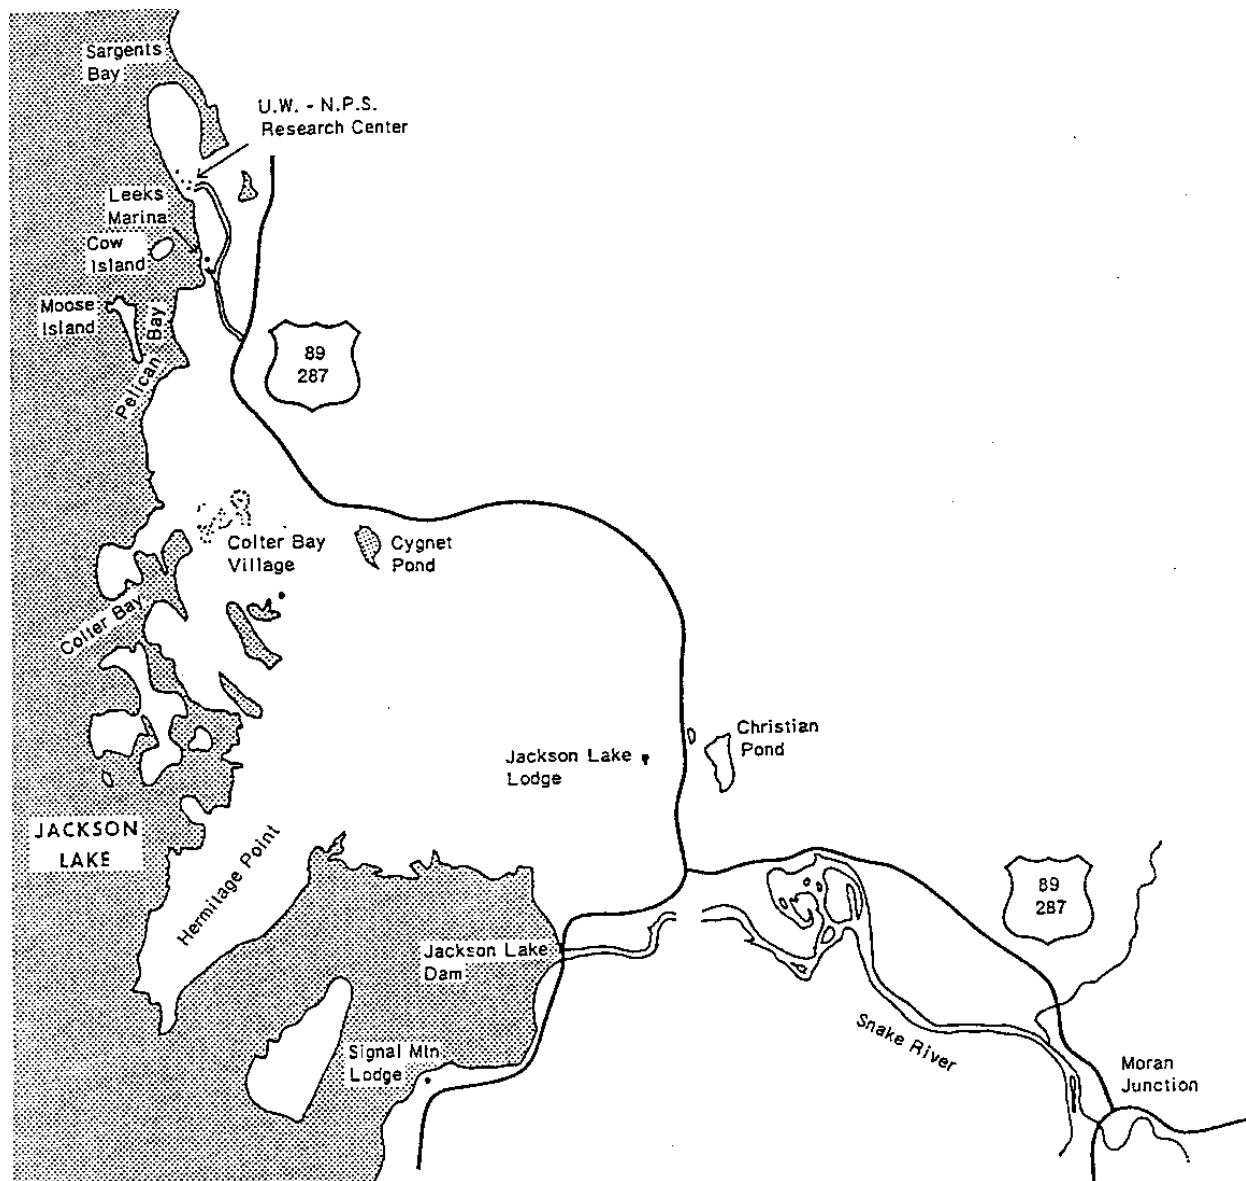 Sargents
Bay
U.W. - N.P.S.
Research Center
Leeks
Marina
Cow
Island
Moose
Island
Pelican Bay
89
287
Colter Bay
Village
Cygnet
Pond
Colter Bay
Christian
Pond
Jackson Lake
Lodge
JACKSON
LAKE
Hermitage Point
89
287
Jackson Lake
Dam
Snake River
Signal Mtn.
Lodge
Moran
Junction